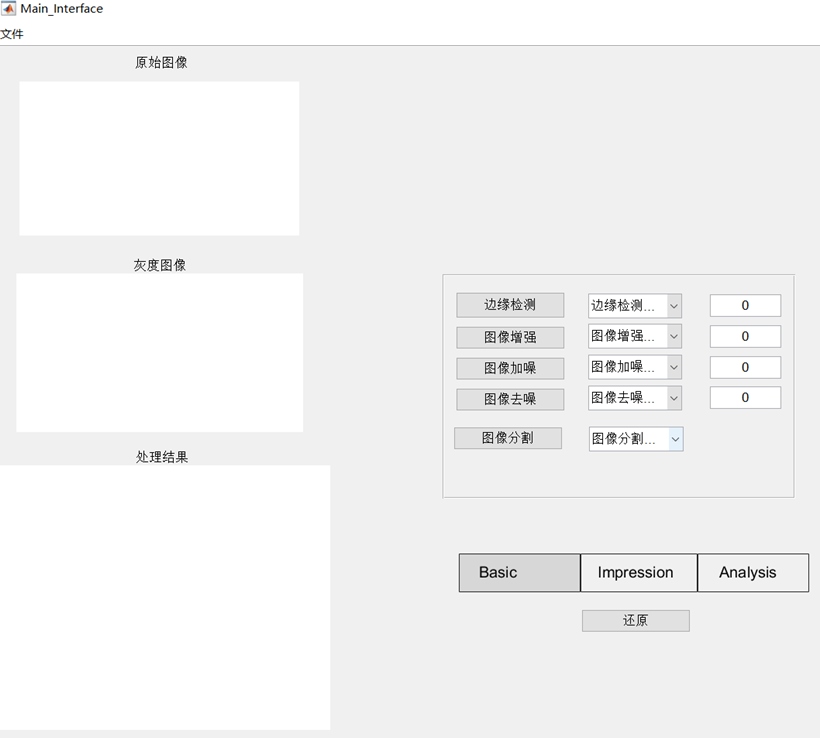 Main_Interface
文件
原始图像
灰度图像
处理结果
边缘检测 边缘检测... 0
图像增强 图像增强... 0
图像加噪 图像加噪... 0
图像去噪 图像去噪... 0
图像分割 图像分割...
Basic Impression Analysis
还原